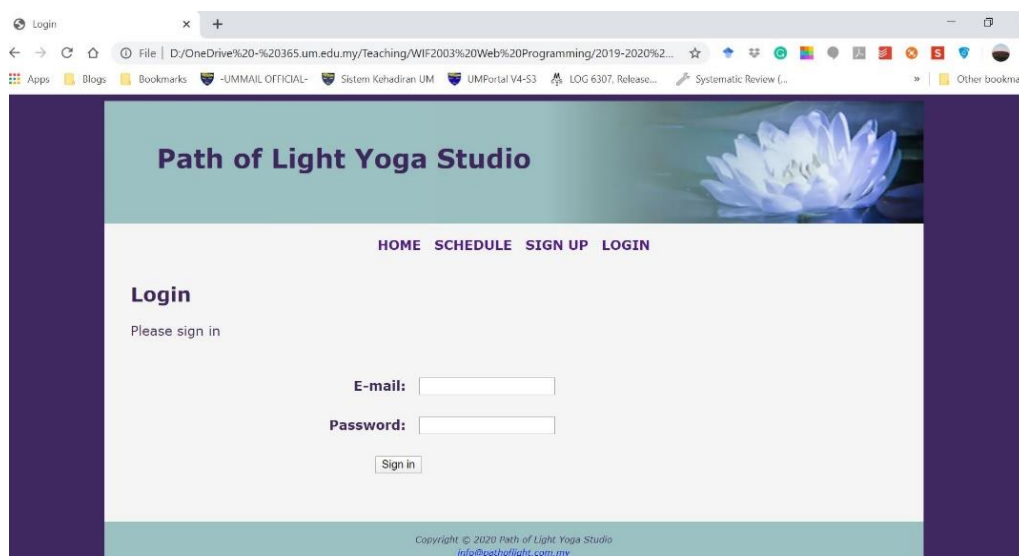 Login
File | D:/OneDrive%20-%20365.um.edu.my/Teaching/WIF2003%20Web%20Programming/2019-2020%2...
Apps Blogs Bookmarks -UMMAIL OFFICIAL- Sistem Kehadiran UM UMPortal V4-S3 LOG 6307, Release... Systematic Review (... » Other bookma
Path of Light Yoga Studio
HOME SCHEDULE SIGN UP LOGIN
Login
Please sign in
E-mail:
Password:
Sign in
Copyright © 2020 Path of Light Yoga Studio
info@pathoflight.com.my